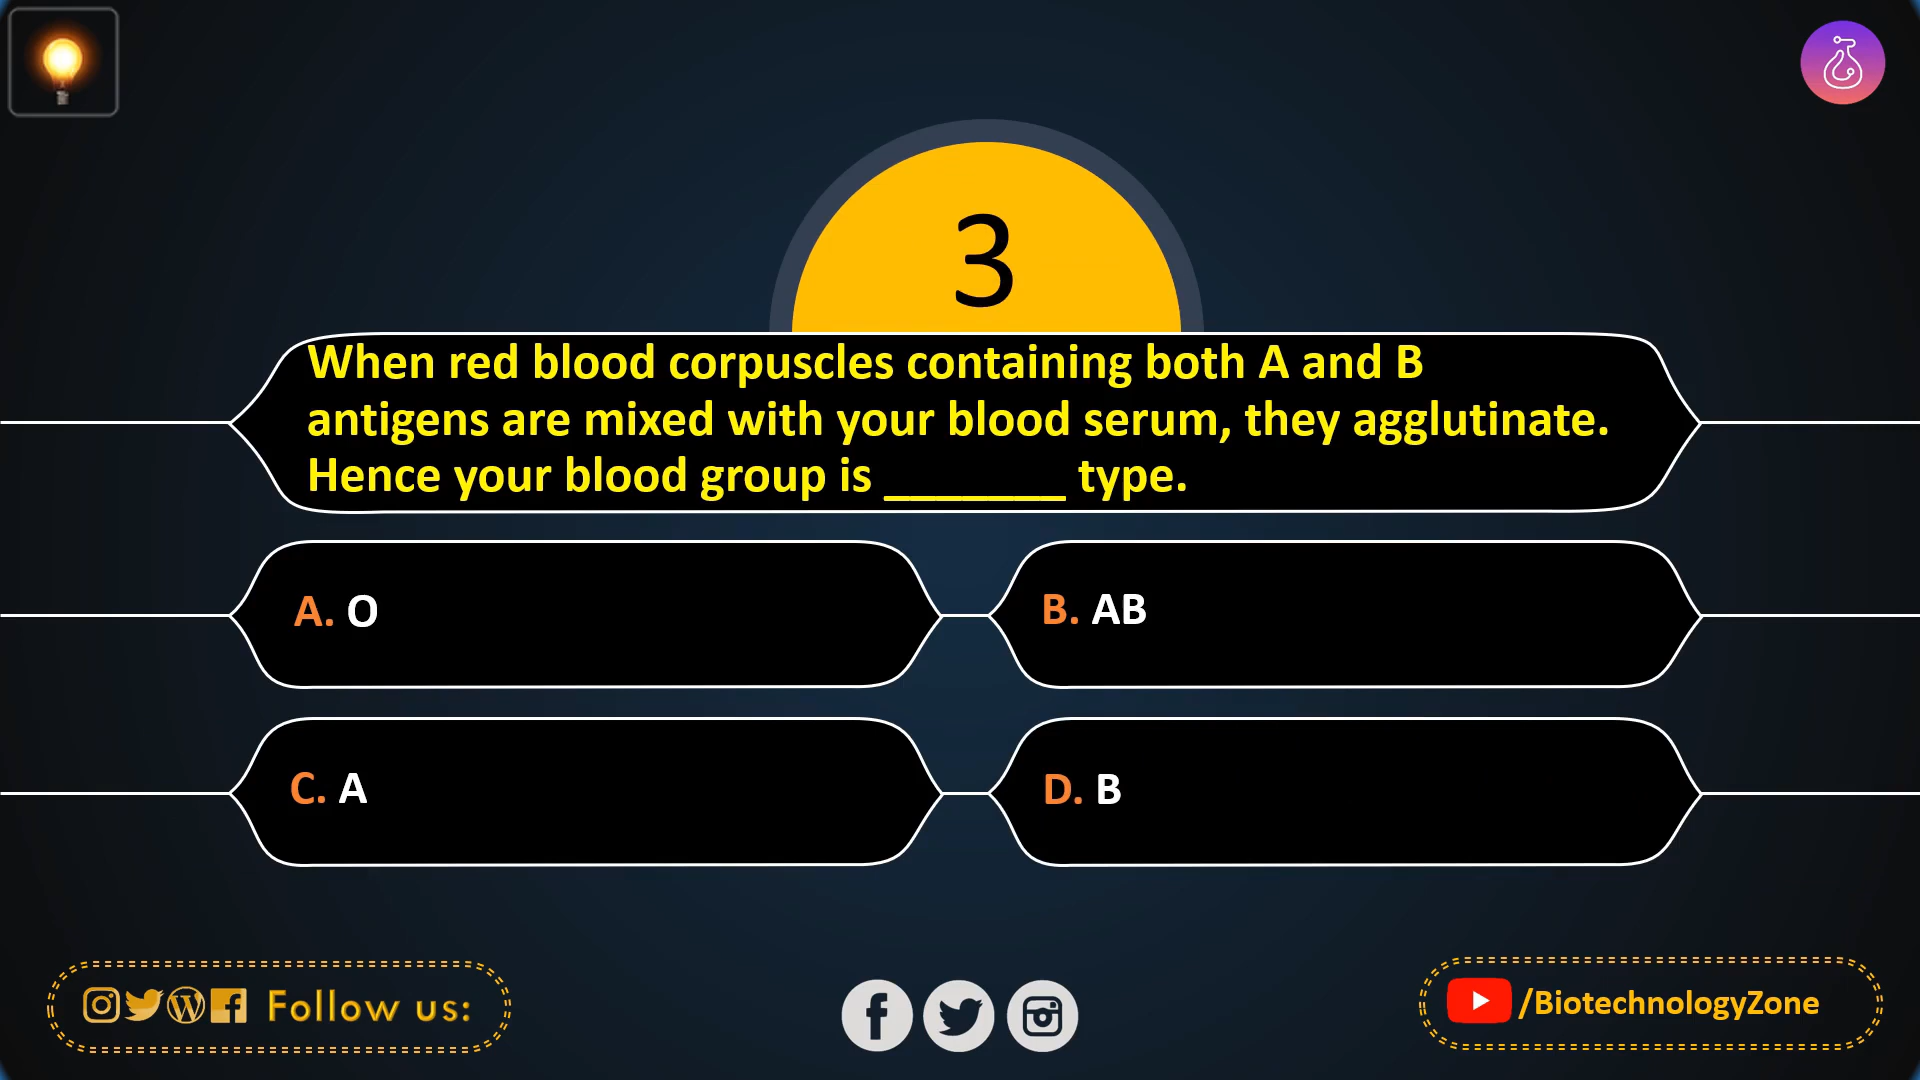 3
When red blood corpuscles containing both A and B
antigens are mixed with your blood serum, they agglutinate.
Hence your blood group is _______ type.
A. O
B. AB
C. A
D. B
Follow us:
/BiotechnologyZone